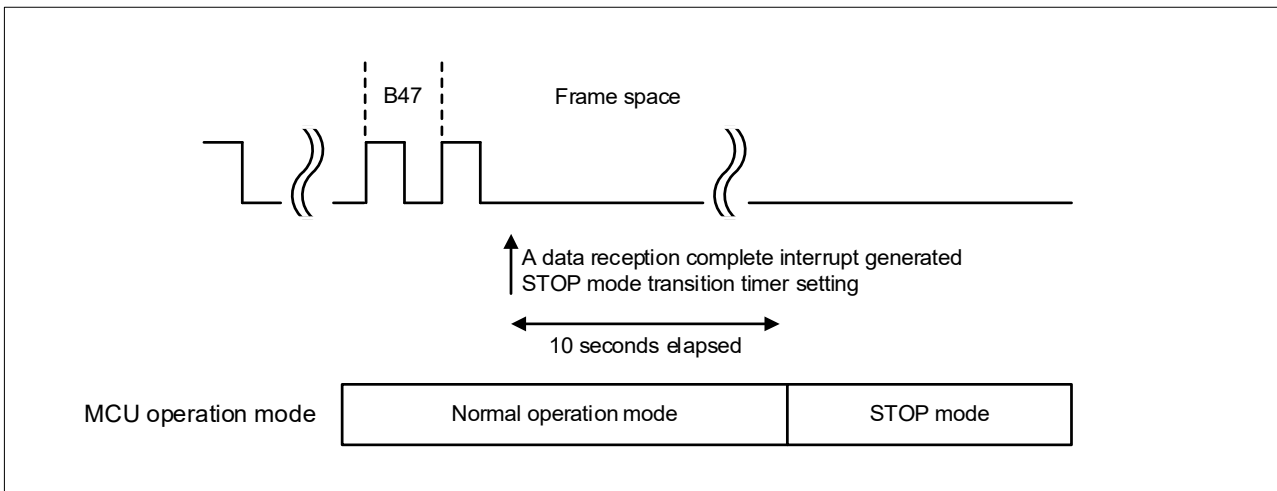 B47
Frame space
A data reception complete interrupt generated
STOP mode transition timer setting
10 seconds elapsed
MCU operation mode
Normal operation mode
STOP mode